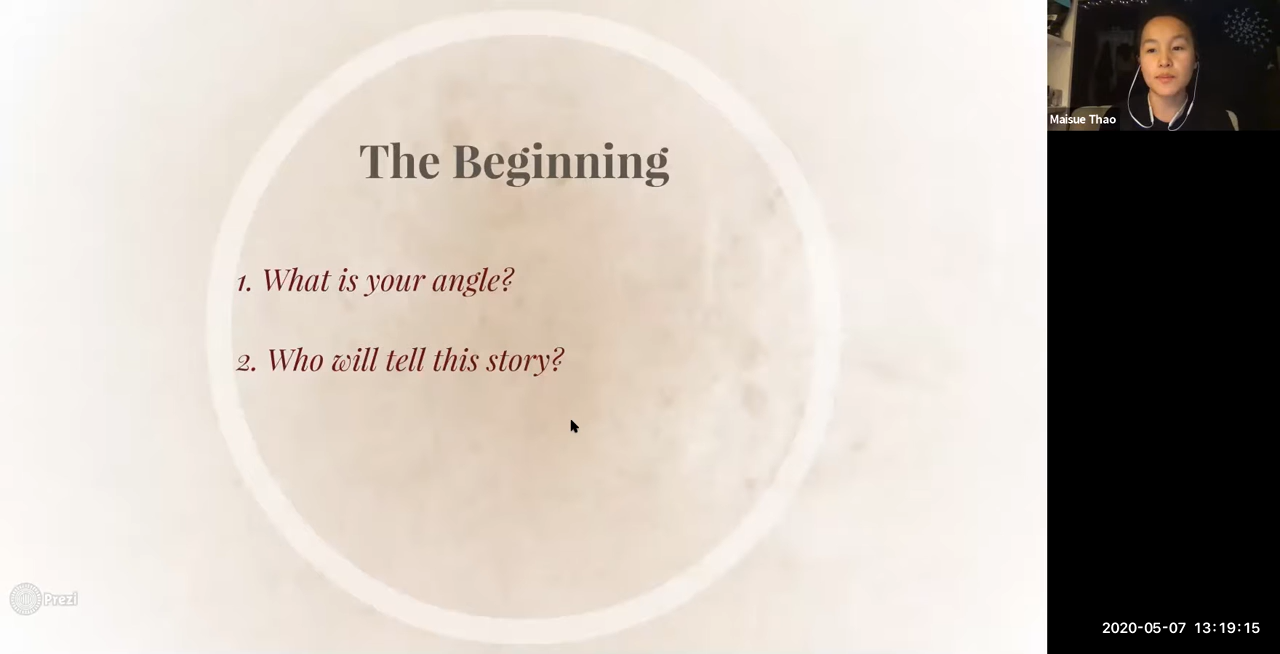 The Beginning
1. What is your angle?
2. Who will tell this story?
Prezi
Maisue Thao
2020-05-07 13:19:15